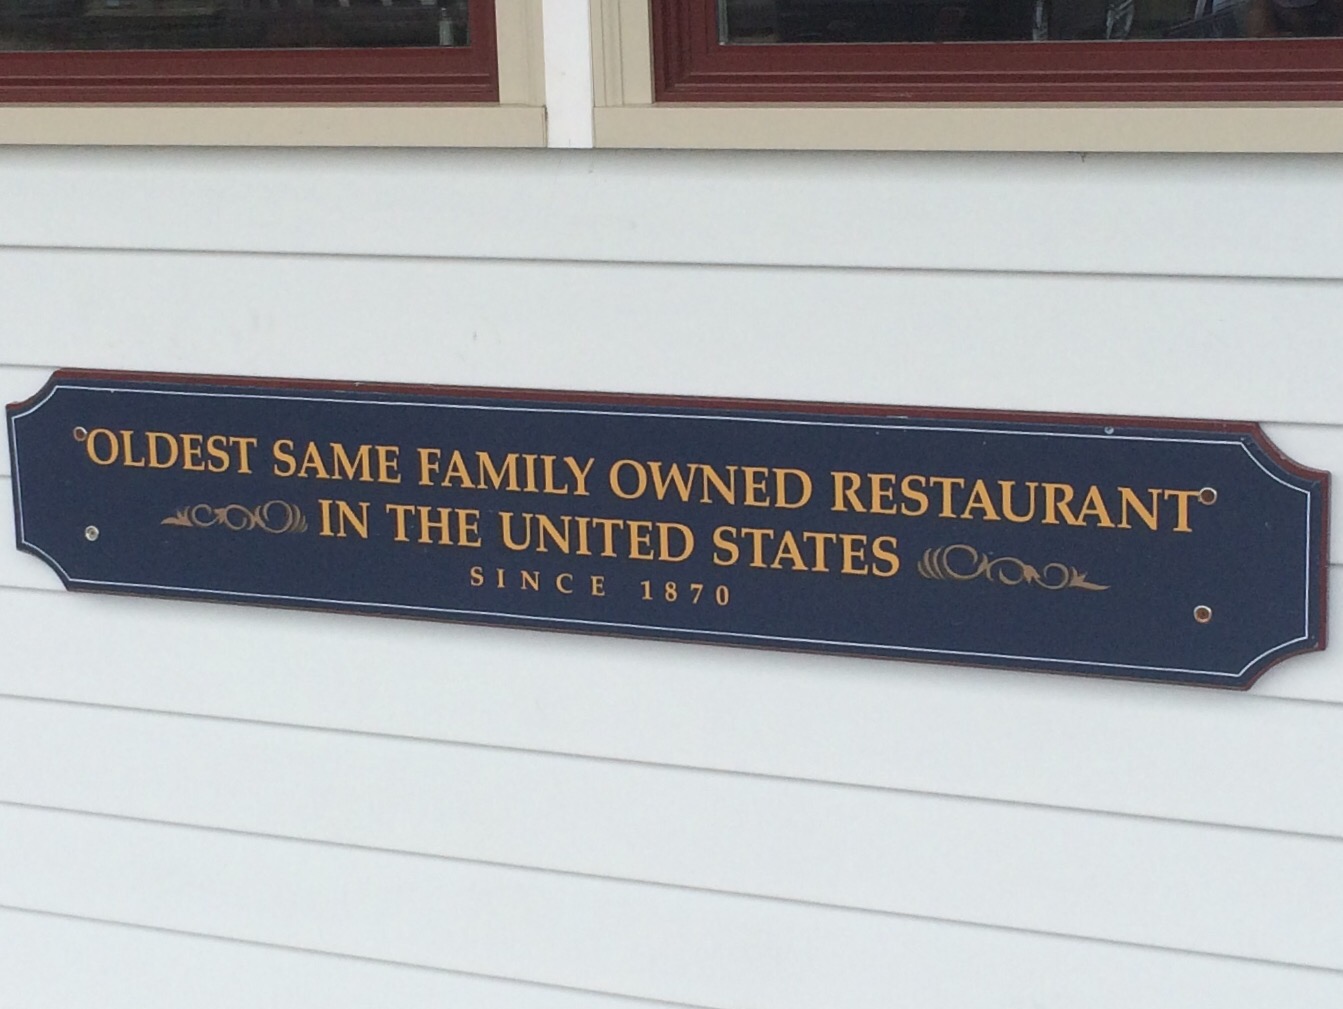 OLDEST SAME FAMILY OWNED RESTAURANT
IN THE UNITED STATES
SINCE 1870